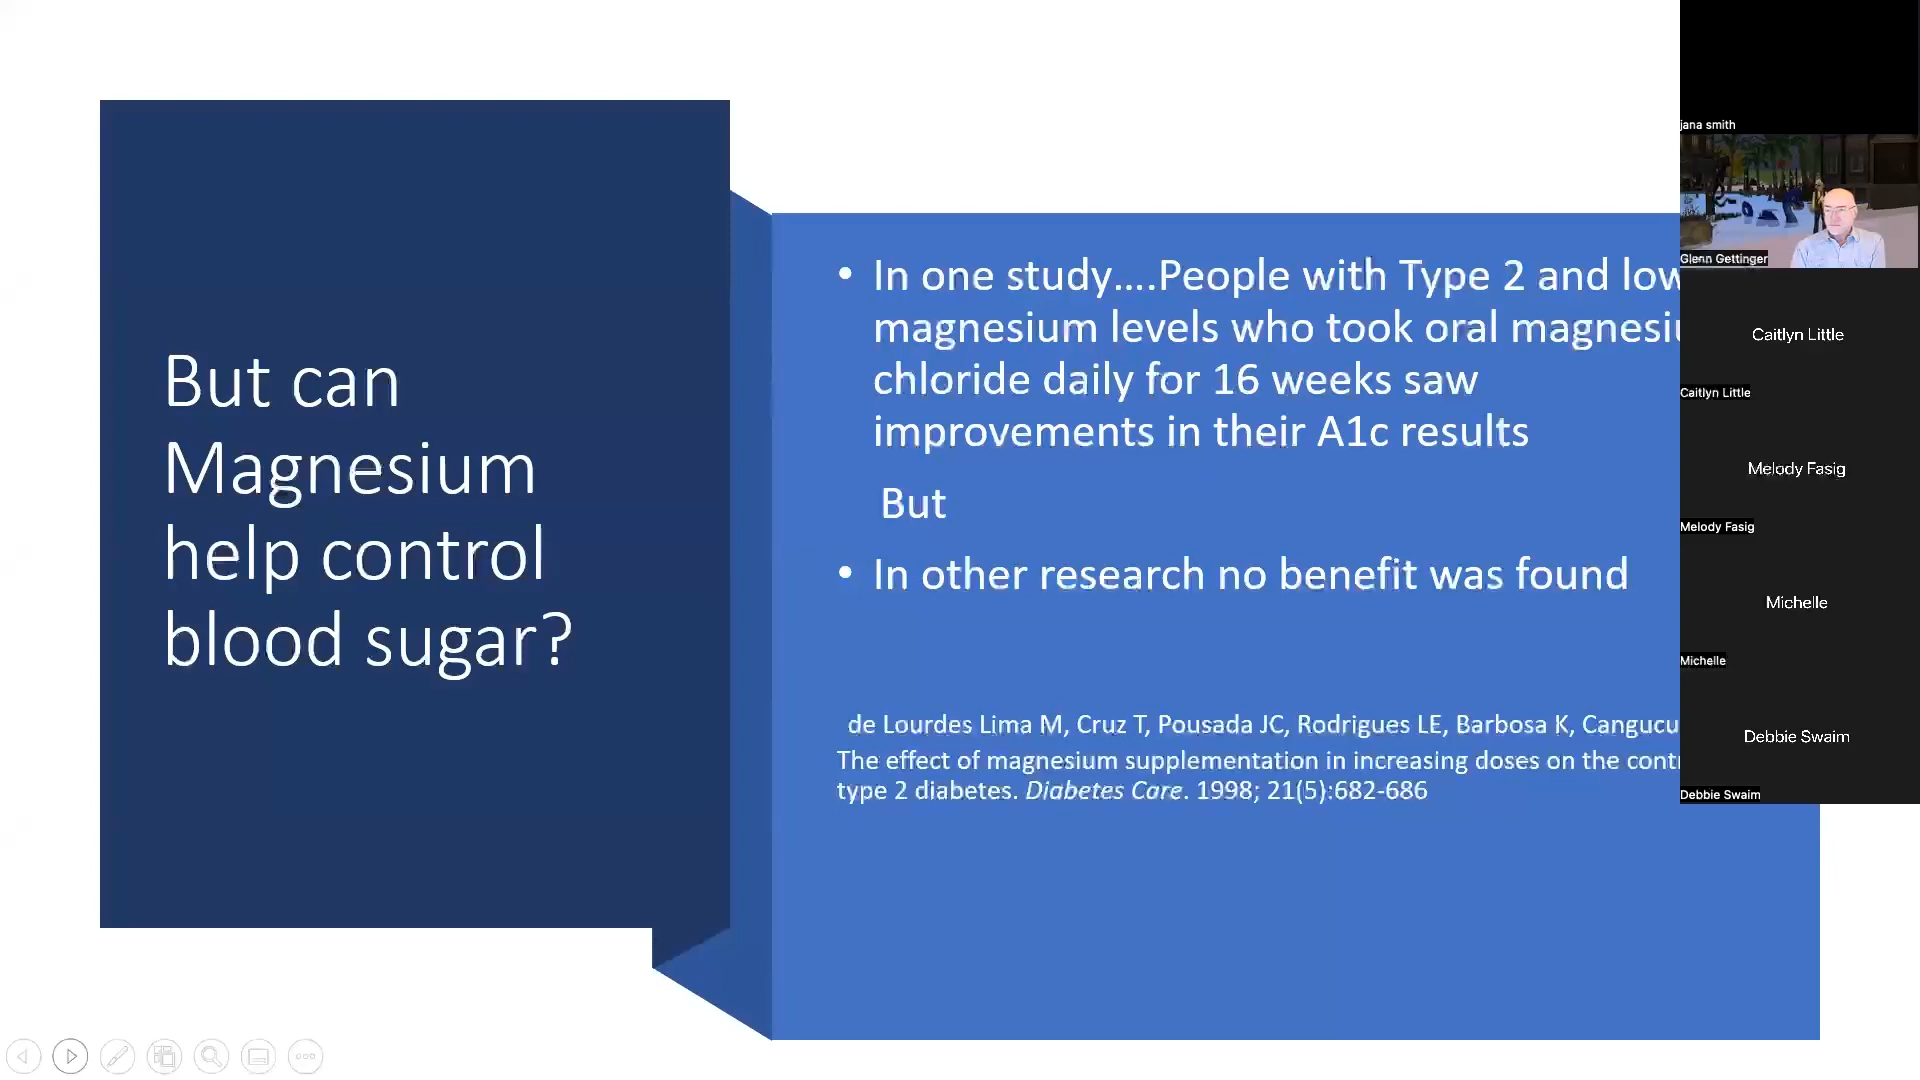 But can
Magnesium
help control
blood sugar?
• In one study....People with Type 2 and low
magnesium levels who took oral
chloride daily for 16 weeks saw
improvements in their A1c results
But
• In other research no benefit was found
de Lourdes Lima M, Cruz T, Pousada JC, Rodrigues LE, Barbosa K, Cangucu
The effect of magnesium supplementation in increasing doses on the
type 2 diabetes. Diabetes Care. 1998; 21(5):682-686
jana smith
Glenn Gettinger
Caitlyn Little
Caitlyn Little
Melody Fasig
Melody Fasig
Michelle
Michelle
Debbie Swaim
Debbie Swaim